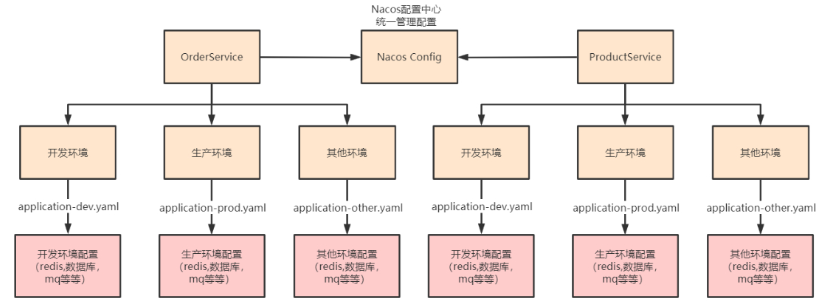 Nacos配置中心
统一管理配置
OrderService
Nacos Config
ProductService
开发环境
生产环境
其他环境
开发环境
生产环境
其他环境
application-dev.yaml
application-prod.yaml
application-other.yaml
application-dev.yaml
application-prod.yaml
application-other.yaml
开发环境配置
（redis,数据库，
mq等等）
生产环境配置
（redis,数据库，
mq等等）
其他环境配置
（redis,数据库，
mq等等）
开发环境配置
（redis,数据库，
mq等等）
生产环境配置
（redis,数据库，
mq等等）
其他环境配置
（redis,数据库，
mq等等）